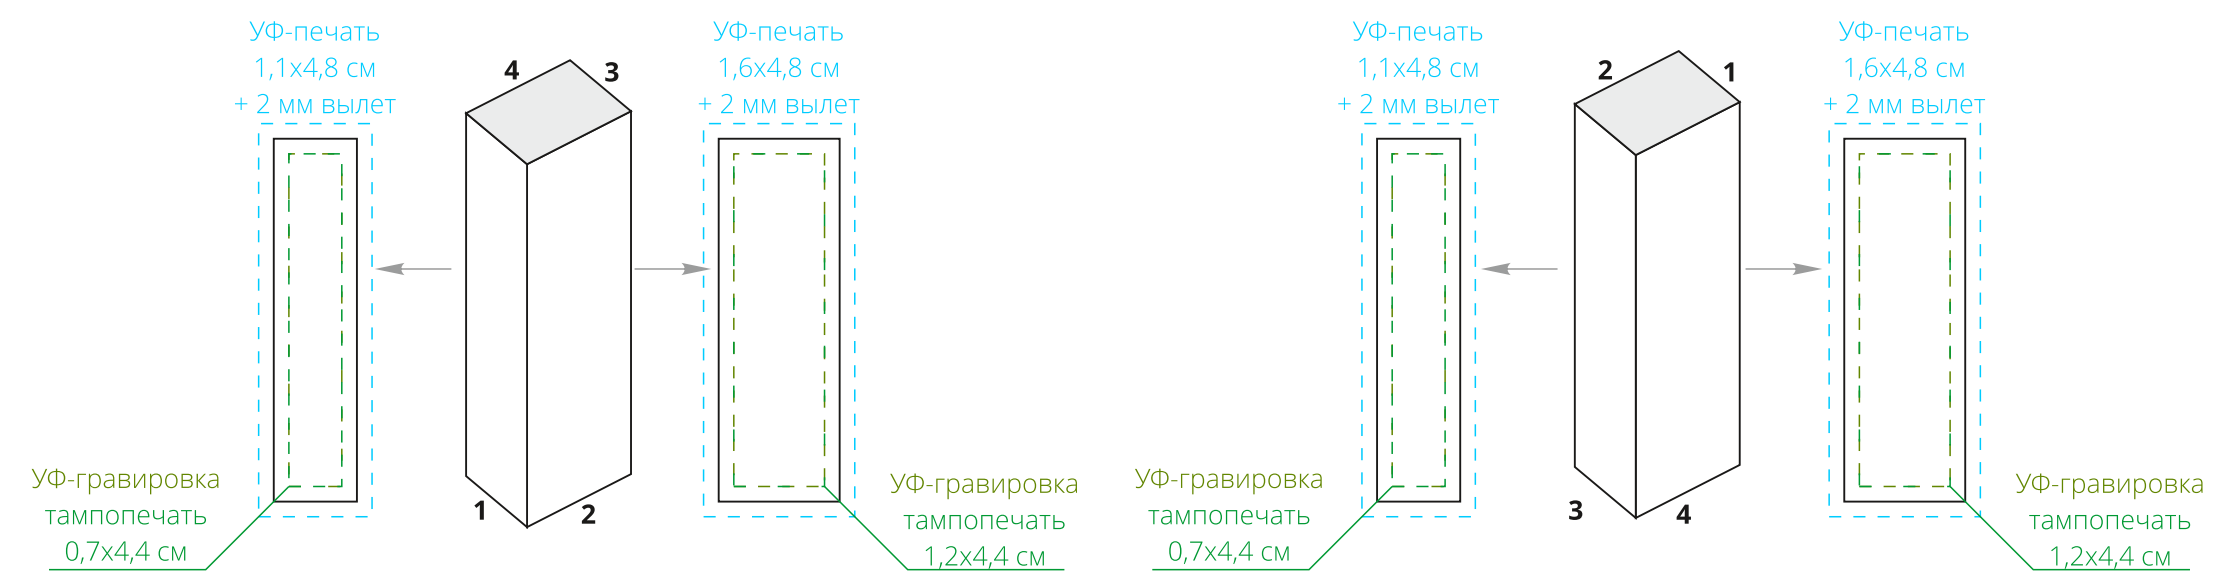 УФ-печать
1,1х4,8 см
+ 2 мм вылет
4
3
УФ-печать
1,6х4,8 см
+ 2 мм вылет
1
2
УФ-гравировка
тампопечать
0,7х4,4 см
УФ-гравировка
тампопечать
1,2х4,4 см
УФ-печать
1,1х4,8 см
+ 2 мм вылет
2
1
УФ-печать
1,6х4,8 см
+ 2 мм вылет
3
4
УФ-гравировка
тампопечать
0,7х4,4 см
УФ-гравировка
тампопечать
1,2х4,4 см